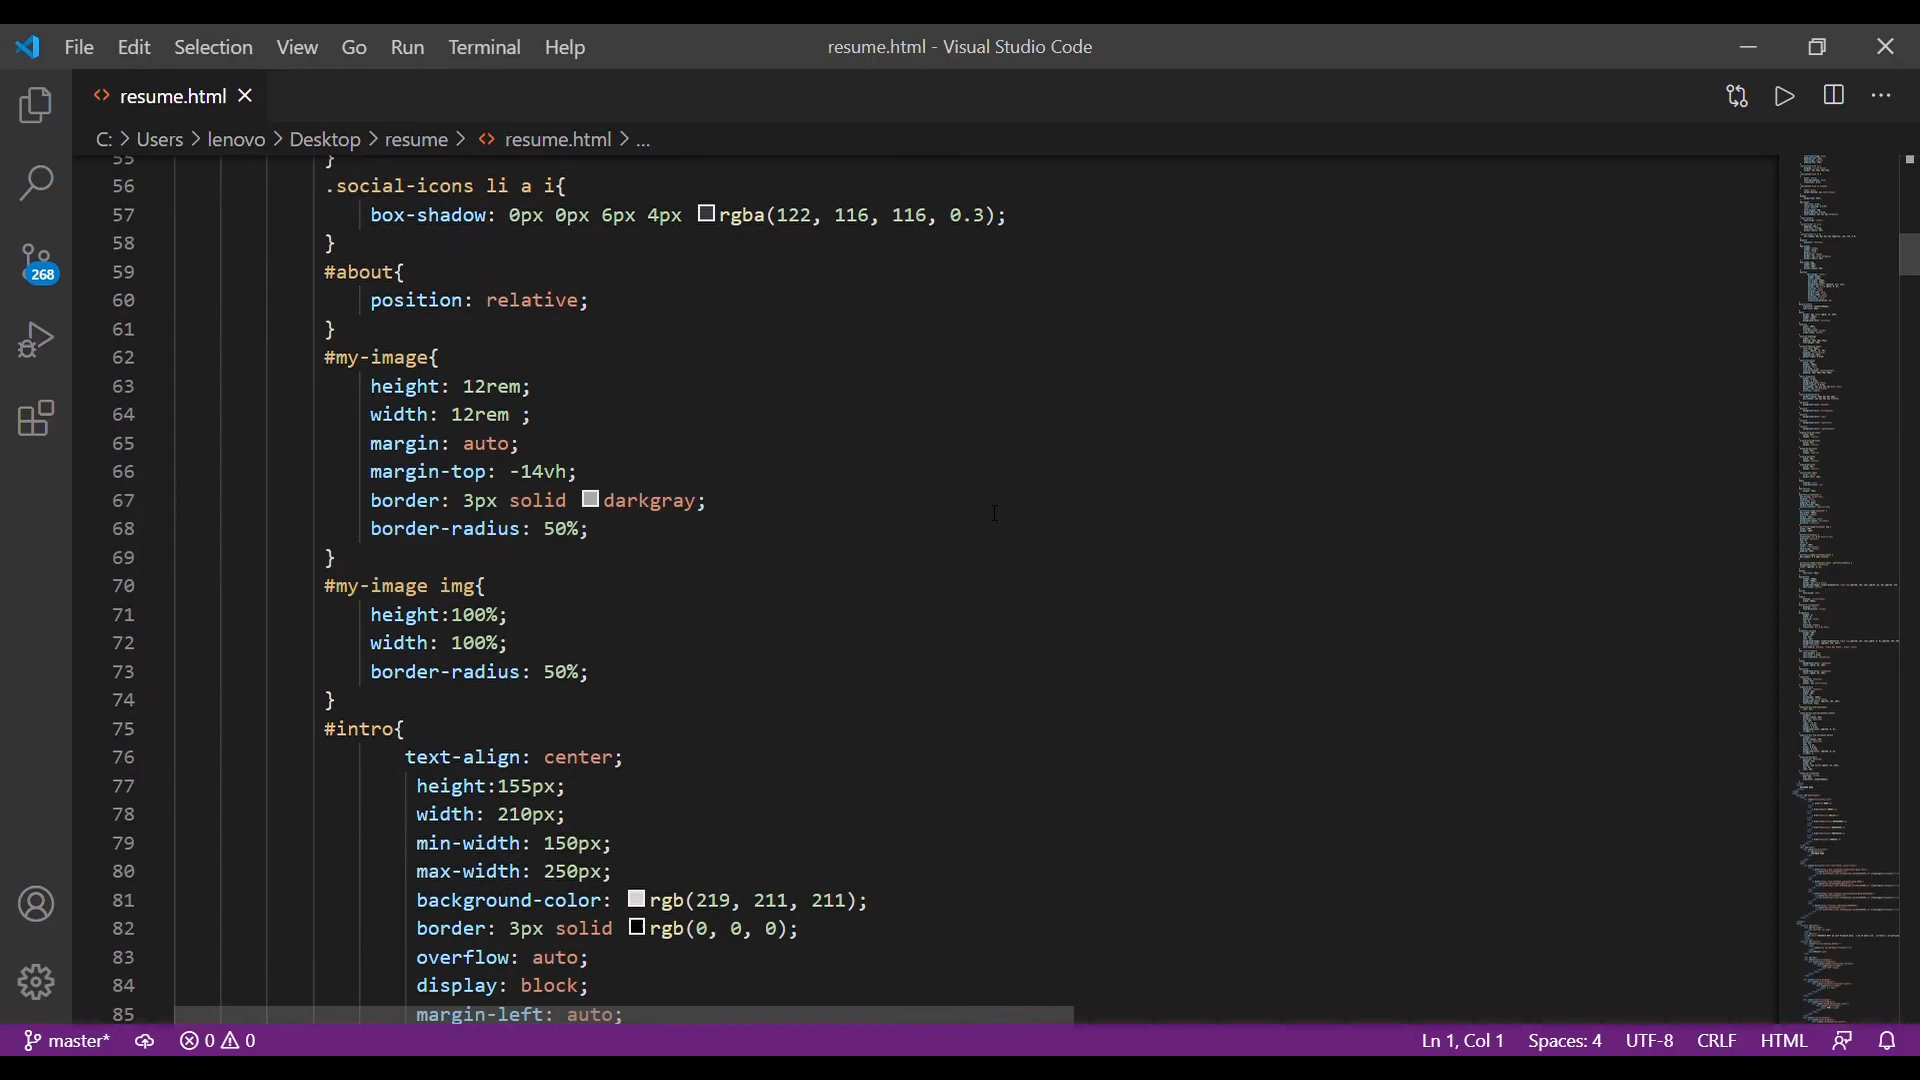 File Edit Selection View Go Run Terminal Help resume.html - Visual Studio Code
resume.html
C: > Users > lenovo > Desktop > resume > resume.html > ...
55 }
56 .social-icons li a i{
57 box-shadow: 0px 0px 6px 4px rgba(122, 116, 116, 0.3);
58 }
59 #about{
60 position: relative;
61 }
62 #my-image{
63 height: 12rem;
64 width: 12rem ;
65 margin: auto;
66 margin-top: -14vh;
67 border: 3px solid darkgray;
68 border-radius: 50%;
69 }
70 #my-image img{
71 height:100%;
72 width: 100%;
73 border-radius: 50%;
74 }
75 #intro{
76 text-align: center;
77 height:155px;
78 width: 210px;
79 min-width: 150px;
80 max-width: 250px;
81 background-color: rgb(219, 211, 211);
82 border: 3px solid rgb(0, 0, 0);
83 overflow: auto;
84 display: block;
85 margin-left: auto;
268
master* 0 0 Ln 1, Col 1 Spaces: 4 UTF-8 CRLF HTML